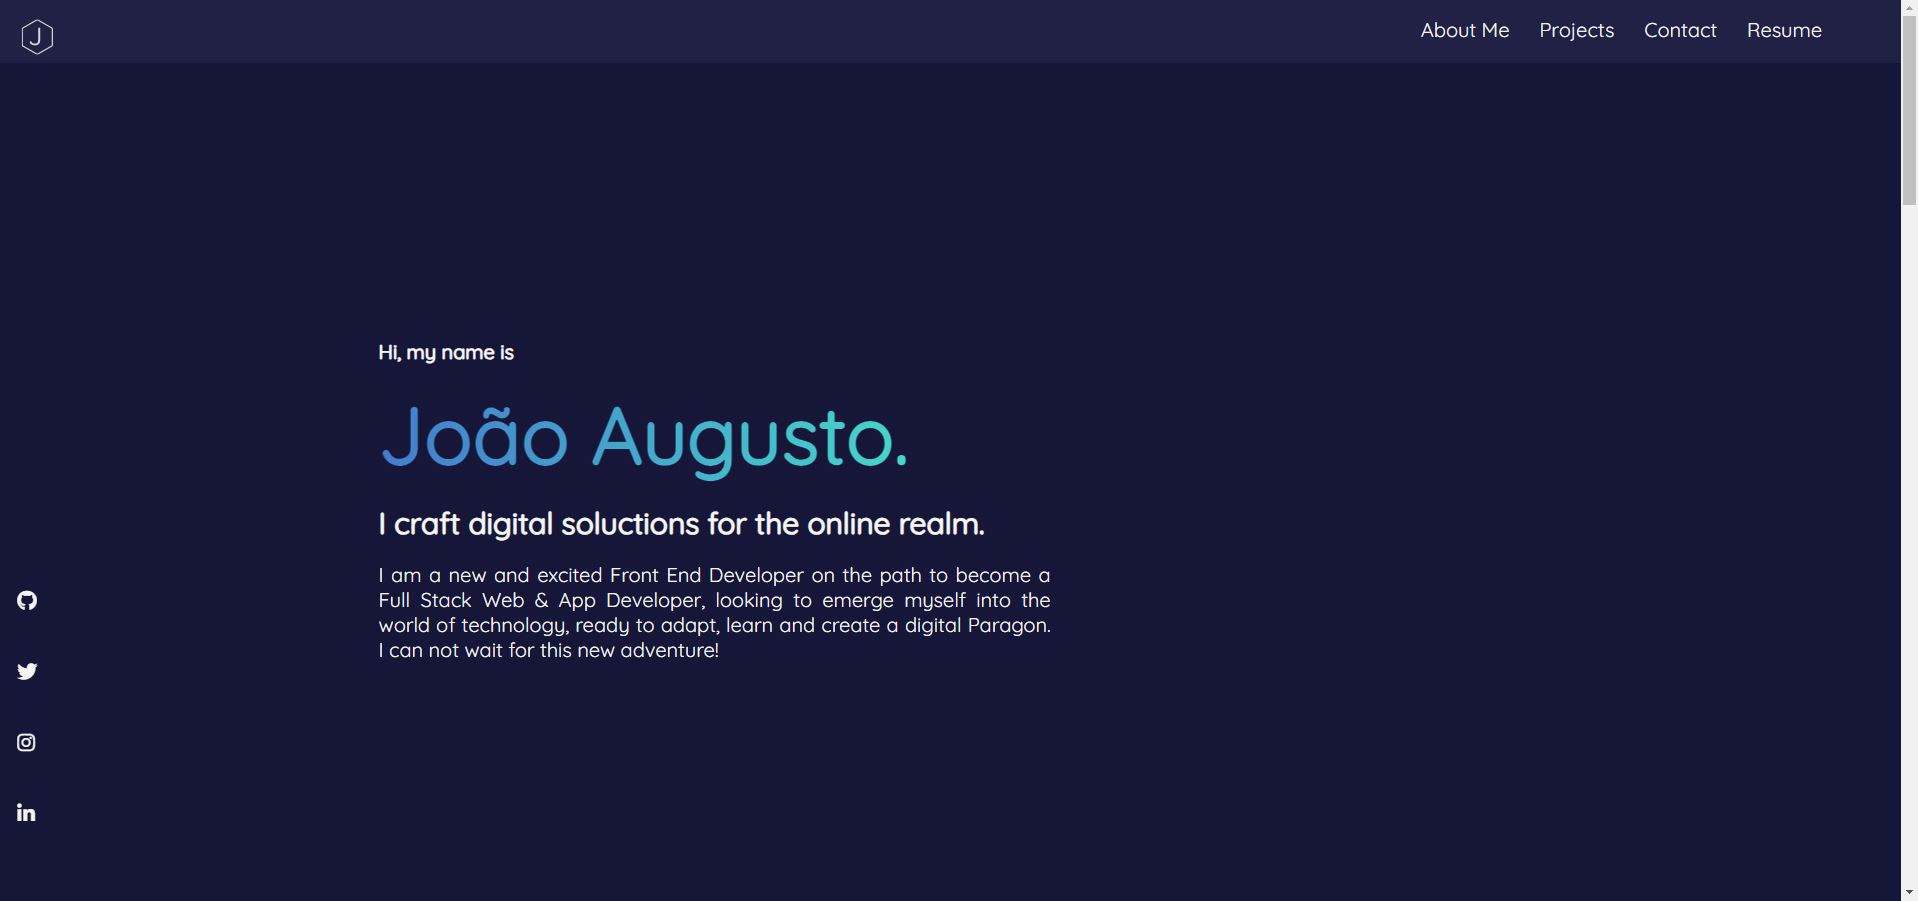 J
About Me Projects Contact Resume
Hi, my name is
João Augusto.
I craft digital soluctions for the online realm.
I am a new and excited Front End Developer on the path to become a
Full Stack Web & App Developer, looking to emerge myself into the
world of technology, ready to adapt, learn and create a digital Paragon.
I can not wait for this new adventure!
in